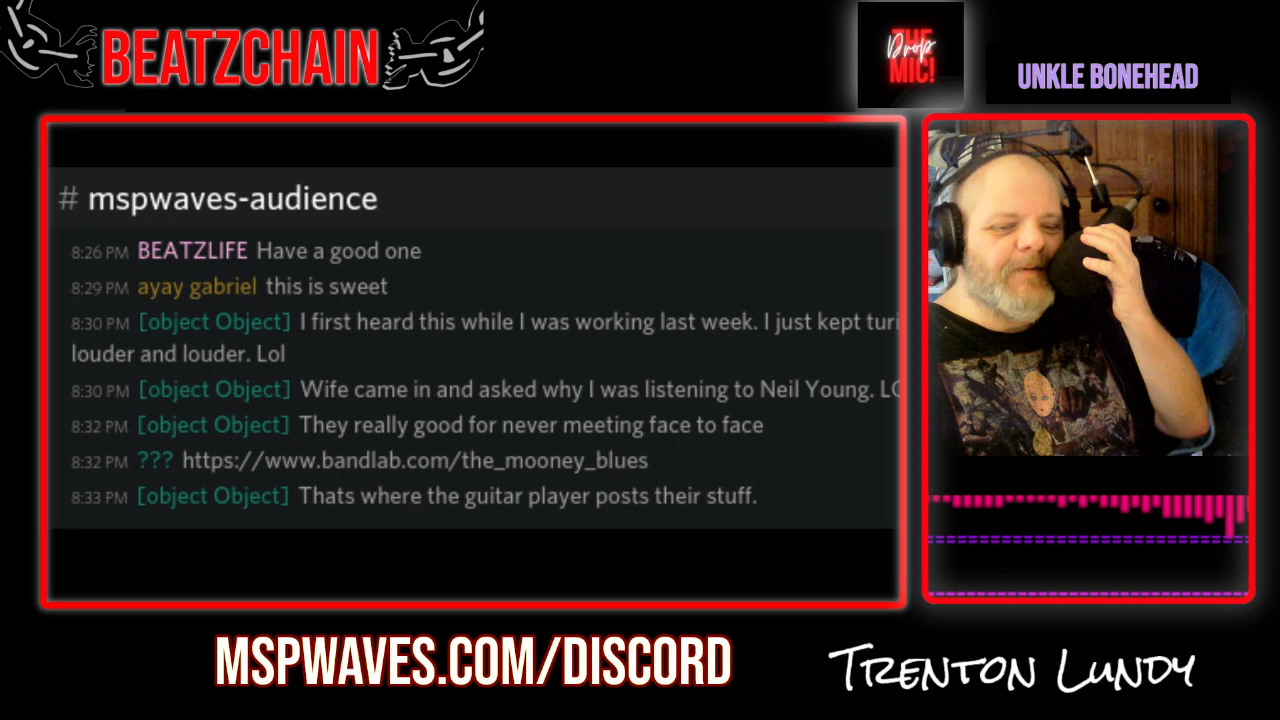 BEATZCHAIN
THE
Drop
MIC!
UNKLE BONEHEAD
# mspwaves-audience
8:26 PM BEATZLIFE Have a good one
8:29 PM ayay gabriel this is sweet
8:30 PM [object Object] I first heard this while I was working last week. I just kept turi
louder and louder. Lol
8:30 PM [object Object] Wife came in and asked why I was listening to Neil Young. LO
8:32 PM [object Object] They really good for never meeting face to face
8:32 PM ??? https://www.bandlab.com/the_mooney_blues
8:33 PM [object Object] Thats where the guitar player posts their stuff.
MSPWAVES.COM/DISCORD
TRENTON LUNDY